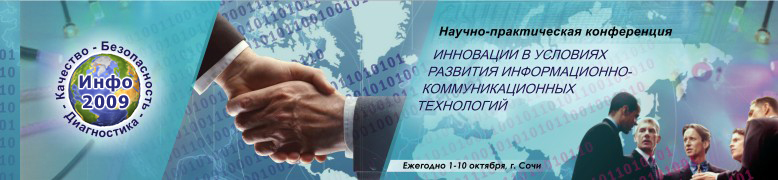 - Качество - Безопасность - Диагностика -
Инфо
2009
Научно-практическая конференция
ИННОВАЦИИ В УСЛОВИЯХ
РАЗВИТИЯ ИНФОРМАЦИОННО-
КОММУНИКАЦИОННЫХ
ТЕХНОЛОГИЙ
Ежегодно 1-10 октября, г. Сочи